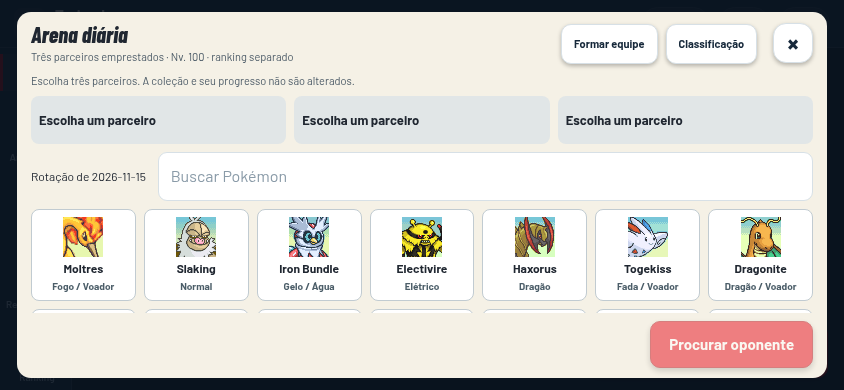 Arena diária
Três parceiros emprestados · Nv. 100 · ranking separado
Formar equipe
Classificação
Escolha três parceiros. A coleção e seu progresso não são alterados.
Escolha um parceiro
Escolha um parceiro
Escolha um parceiro
Rotação de 2026-11-15
Buscar Pokémon
Moltres
Fogo / Voador
Slaking
Normal
Iron Bundle
Gelo / Água
Electivire
Elétrico
Haxorus
Dragão
Togekiss
Fada / Voador
Dragonite
Dragão / Voador
Procurar oponente